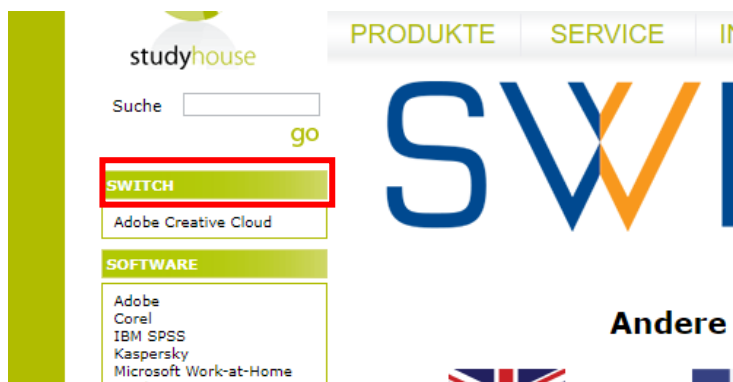 studyhouse
PRODUKTE SERVICE
Suche
go
SWITCH
Adobe Creative Cloud
SOFTWARE
Adobe
Corel
IBM SPSS
Kaspersky
Microsoft Work-at-Home
SW
Andere